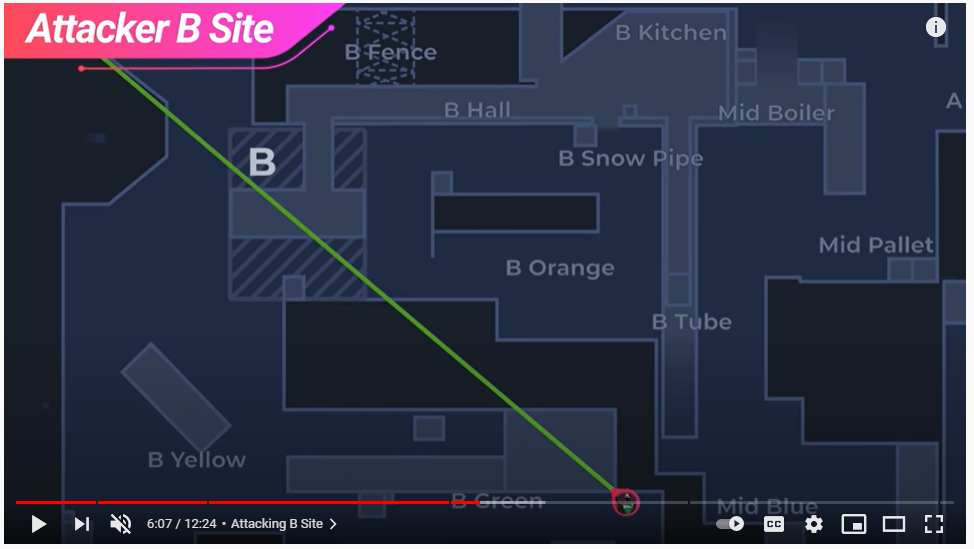 Attacker B Site
B Fence
B Kitchen
B Hall
Mid Boiler
A
B
B Snow Pipe
Mid Pallet
B Orange
B Tube
B Yellow
B Green
Mid Blue
6:07 / 12:24 • Attacking B Site
CC